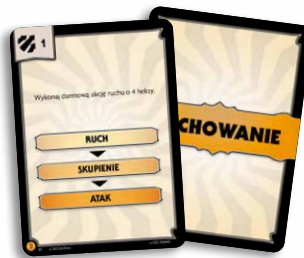 1
Wykonaj darmową akcję ruchu o 4 heksy.
RUCH
SKUPIENIE
ATAK
CHOWANIE